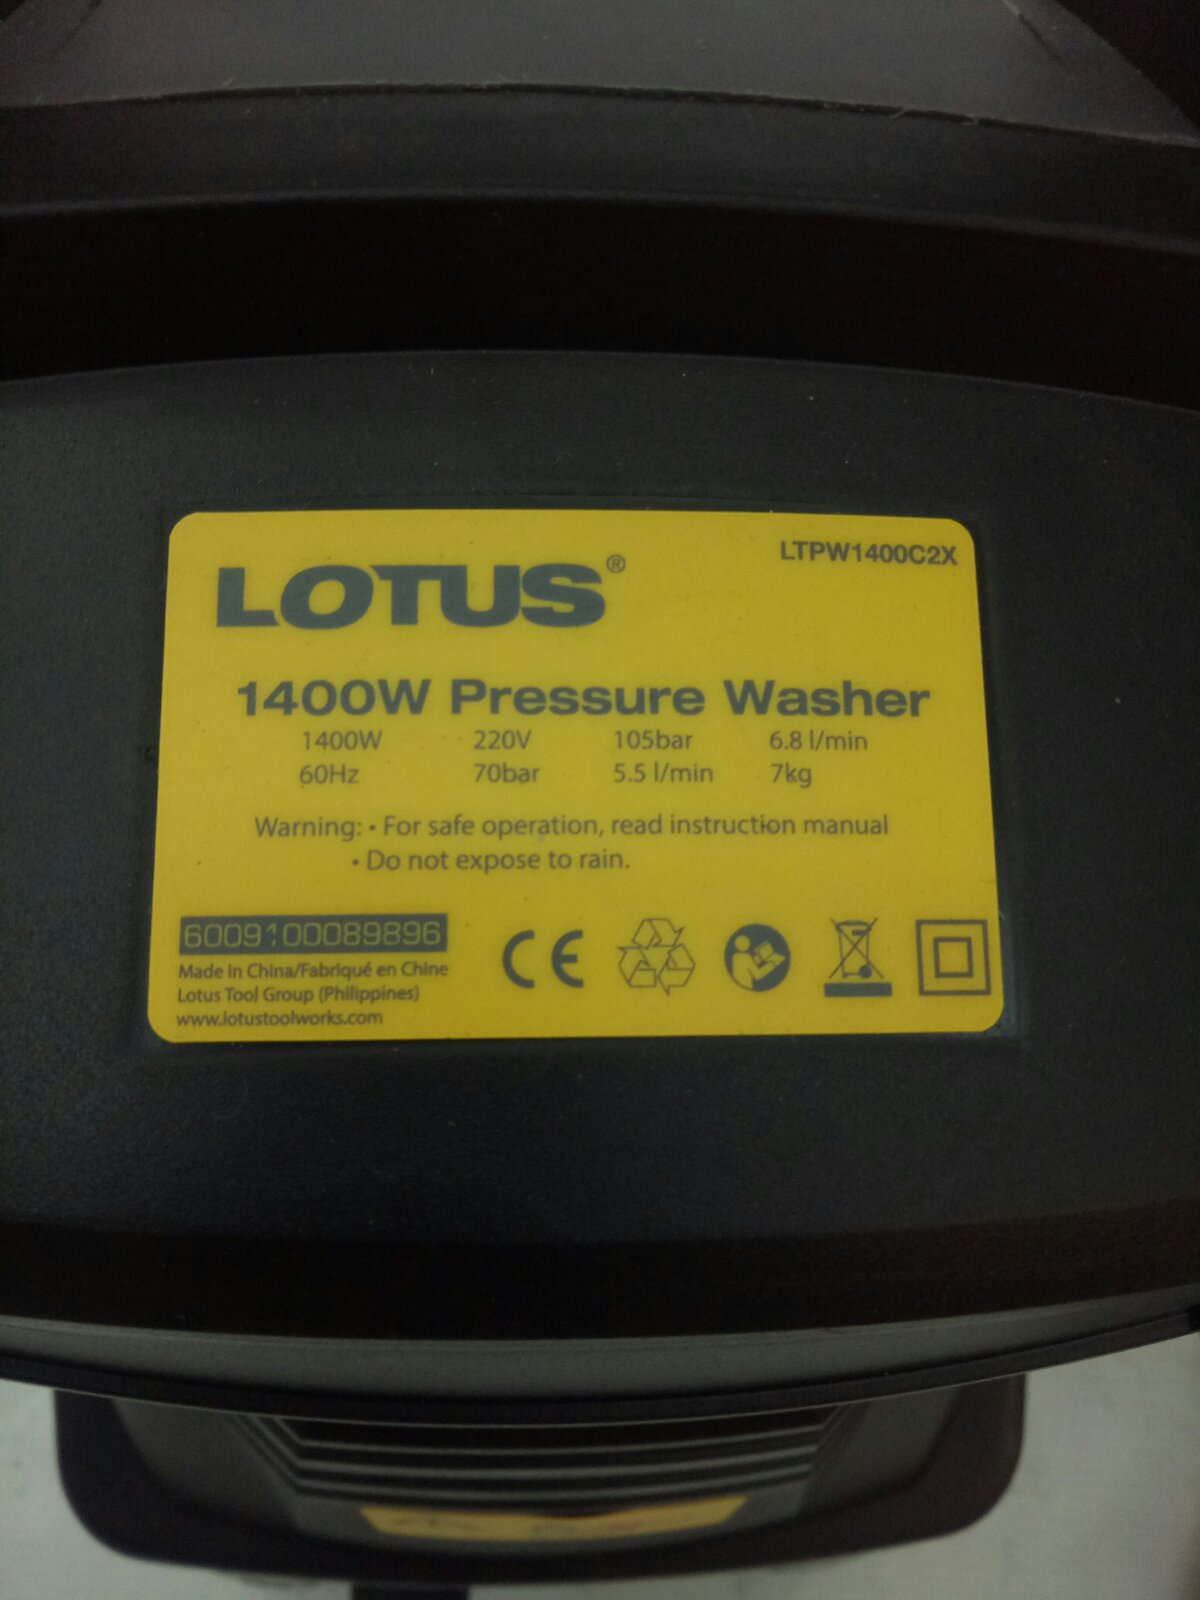 LOTUS®
LTPW1400C2X
1400W Pressure Washer
1400W 220V 105bar 6.8 l/min
60Hz 70bar 5.5 l/min 7kg
Warning: • For safe operation, read instruction manual
• Do not expose to rain.
6009100089896
Made in China/Fabriqué en Chine
Lotus Tool Group (Philippines)
www.lotustoolworks.com
CE